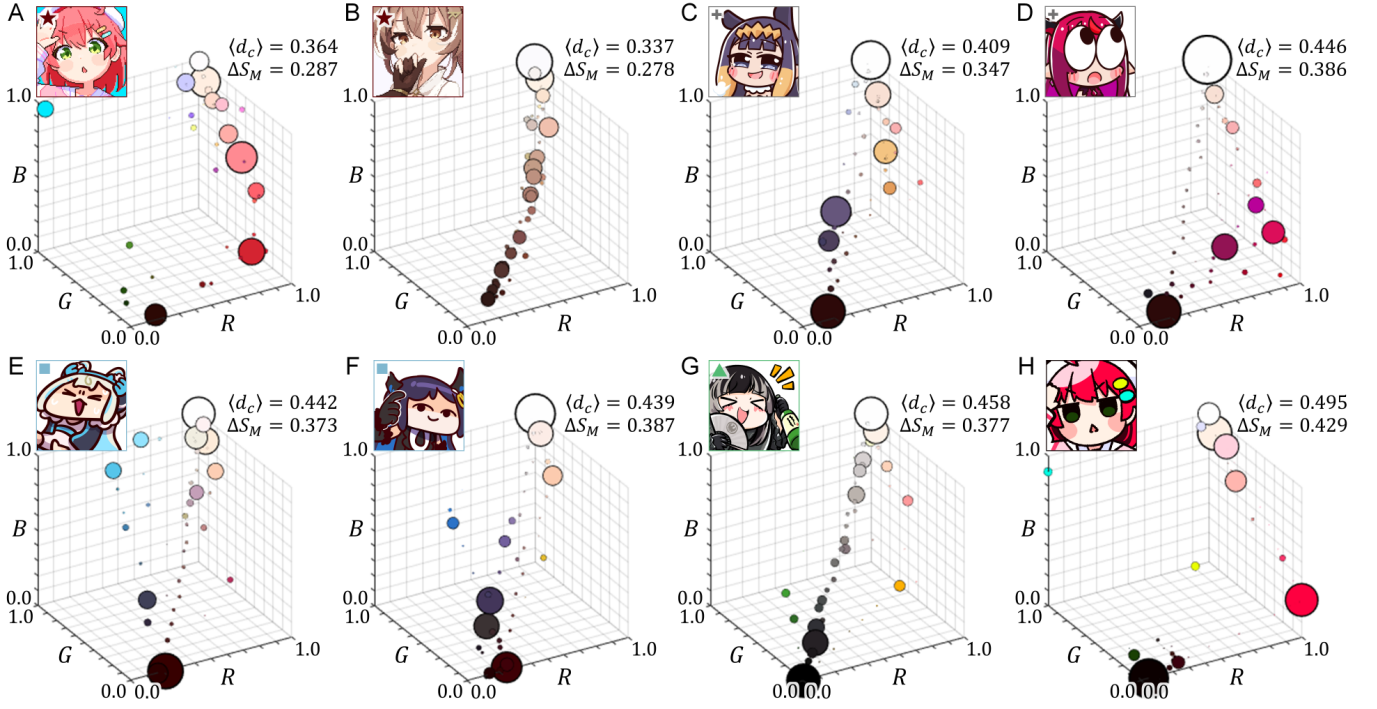 A
⟨d_c⟩ = 0.364
ΔS_M = 0.287
1.0
B
0.0
1.0
G
0.0
0.0
R
1.0
B
⟨d_c⟩ = 0.337
ΔS_M = 0.278
1.0
B
0.0
1.0
G
0.0
0.0
R
1.0
C
⟨d_c⟩ = 0.409
ΔS_M = 0.347
1.0
B
0.0
1.0
G
0.0
0.0
R
1.0
D
⟨d_c⟩ = 0.446
ΔS_M = 0.386
1.0
B
0.0
1.0
G
0.0
0.0
R
1.0
E
⟨d_c⟩ = 0.442
ΔS_M = 0.373
1.0
B
0.0
1.0
G
0.0
0.0
R
1.0
F
⟨d_c⟩ = 0.439
ΔS_M = 0.387
1.0
B
0.0
1.0
G
0.0
0.0
R
1.0
G
⟨d_c⟩ = 0.458
ΔS_M = 0.377
1.0
B
0.0
1.0
G
0.0
0.0
R
1.0
H
⟨d_c⟩ = 0.495
ΔS_M = 0.429
1.0
B
0.0
1.0
G
0.0
0.0
R
1.0